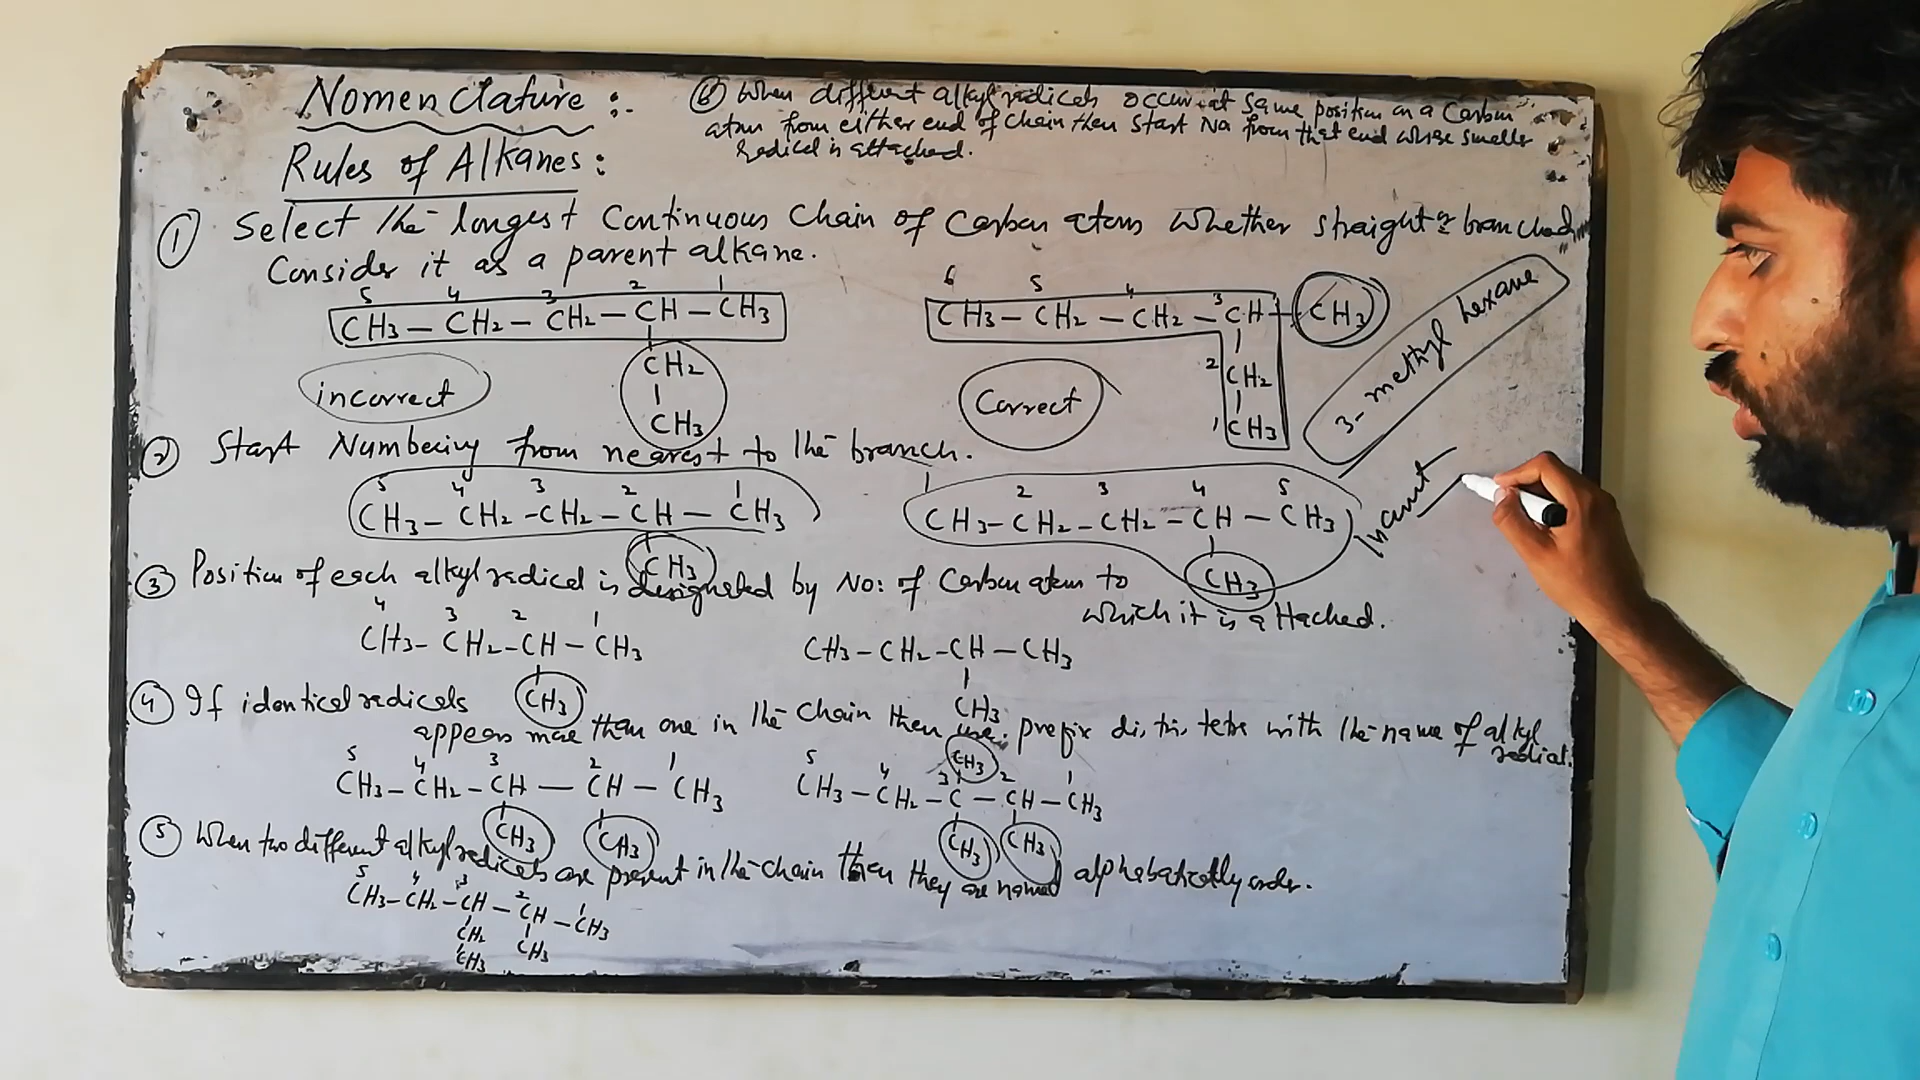 Nomenclature :-
Rules of Alkanes :
⑥ When different alkyl radicals occur at same position on a Carbon
atom from either end of chain then start No from that end whose smaller
radical is attached.
① Select the longest Continuous Chain of Carbon atoms whether straight or branched
Consider it as a parent alkane.
5 4 3 2 1
CH3 – CH2 – CH2 – CH – CH3
CH2
CH3
incorrect
6 5 4 3
CH3 – CH2 – CH2 – CH – CH3
2 CH2
1 CH3
Correct
3-methyl hexane
② Start Numbering from nearest to the branch.
5 4 3 2 1
CH3 – CH2 – CH2 – CH – CH3
CH3
1 2 3 4 5
CH3 – CH2 – CH2 – CH – CH3
CH3
③ Position of each alkyl radical is designated by No: of Carbon atom to
which it is attached.
4 3 2 1
CH3 – CH2 – CH – CH3
CH3
CH3 – CH2 – CH – CH3
CH3
④ If identical radicals
appears more than one in the chain then use prefix di, tri, tetra with the name of alkyl
radical.
5 4 3 2 1
CH3 – CH2 – CH – CH – CH3
CH3 CH3
CH3
5 4 3 2 1
CH3 – CH2 – C – CH – CH3
CH3 CH3
⑤ When two different alkyl radicals are present in the chain then they are named alphabatically order.
5 4 3 2 1
CH3 – CH2 – CH – CH – CH3
CH2 CH3
CH3